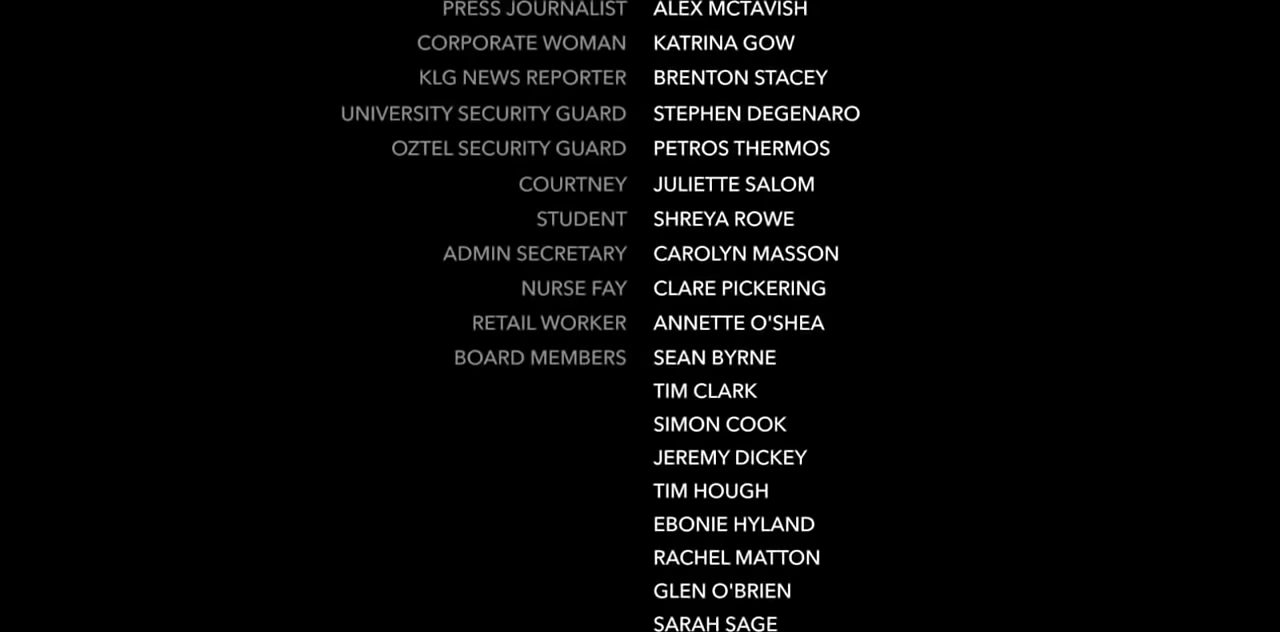 PRESS JOURNALIST ALEX MCTAVISH
CORPORATE WOMAN KATRINA GOW
KLG NEWS REPORTER BRENTON STACEY
UNIVERSITY SECURITY GUARD STEPHEN DEGENARO
OZTEL SECURITY GUARD PETROS THERMOS
COURTNEY JULIETTE SALOM
STUDENT SHREYA ROWE
ADMIN SECRETARY CAROLYN MASSON
NURSE FAY CLARE PICKERING
RETAIL WORKER ANNETTE O'SHEA
BOARD MEMBERS SEAN BYRNE
TIM CLARK
SIMON COOK
JEREMY DICKEY
TIM HOUGH
EBONIE HYLAND
RACHEL MATTON
GLEN O'BRIEN
SARAH SAGE